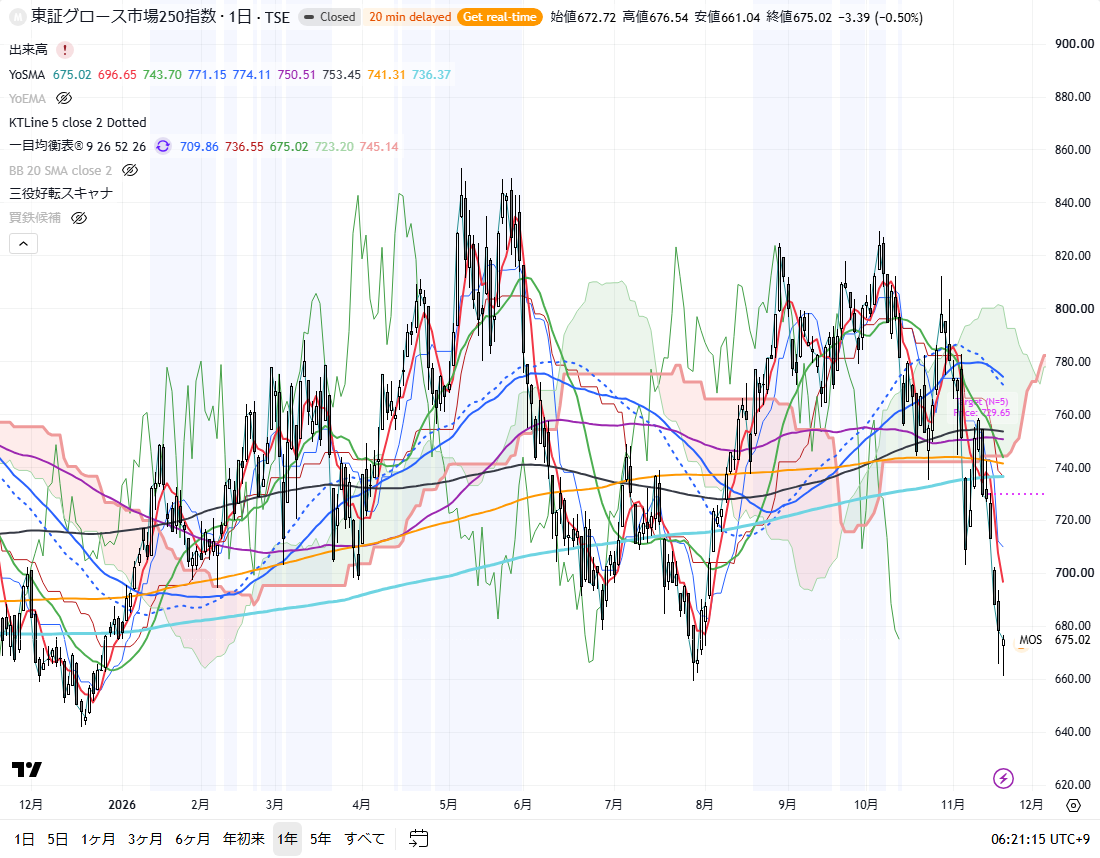 東証グロース市場250指数・1日・TSE Closed 20 min delayed Get real-time 始値672.72 高値676.54 安値661.04 終値675.02 −3.39 (−0.50%)
出来高 !
YoSMA 675.02 696.65 743.70 771.15 774.11 750.51 753.45 741.31 736.37
YoEMA
KTLine 5 close 2 Dotted
一目均衡表® 9 26 52 26 709.86 736.55 675.02 723.20 745.14
BB 20 SMA close 2
三役好転スキャナ
買鉄候補
900.00
880.00
860.00
840.00
820.00
800.00
780.00
760.00
740.00
720.00
700.00
680.00
660.00
640.00
620.00
Target (N=5)
Price: 729.65
MOS 675.02
12月 2026 2月 3月 4月 5月 6月 7月 8月 9月 10月 11月 12月
1日 5日 1ヶ月 3ヶ月 6ヶ月 年初来 1年 5年 すべて 06:21:15 UTC+9